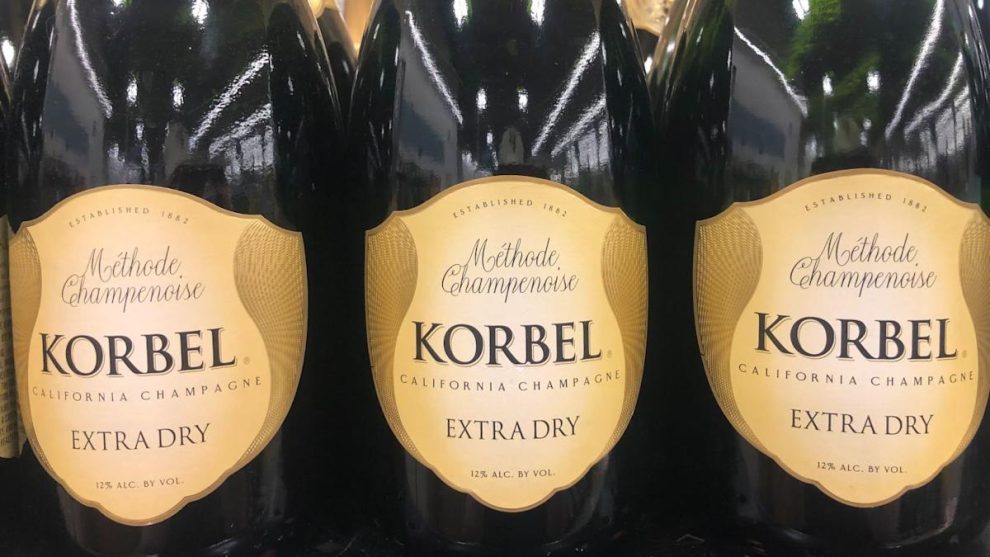 ESTABLISHED 1882
Méthode
Champenoise
KORBEL®
CALIFORNIA CHAMPAGNE
EXTRA DRY
12% ALC. BY VOL.
ESTABLISHED 1882
Méthode
Champenoise
KORBEL®
CALIFORNIA CHAMPAGNE
EXTRA DRY
12% ALC. BY VOL.
ESTABLISHED 1882
Méthode
Champenoise
KORBEL®
CALIFORNIA CHAMPAGNE
EXTRA DRY
12% ALC. BY VOL.